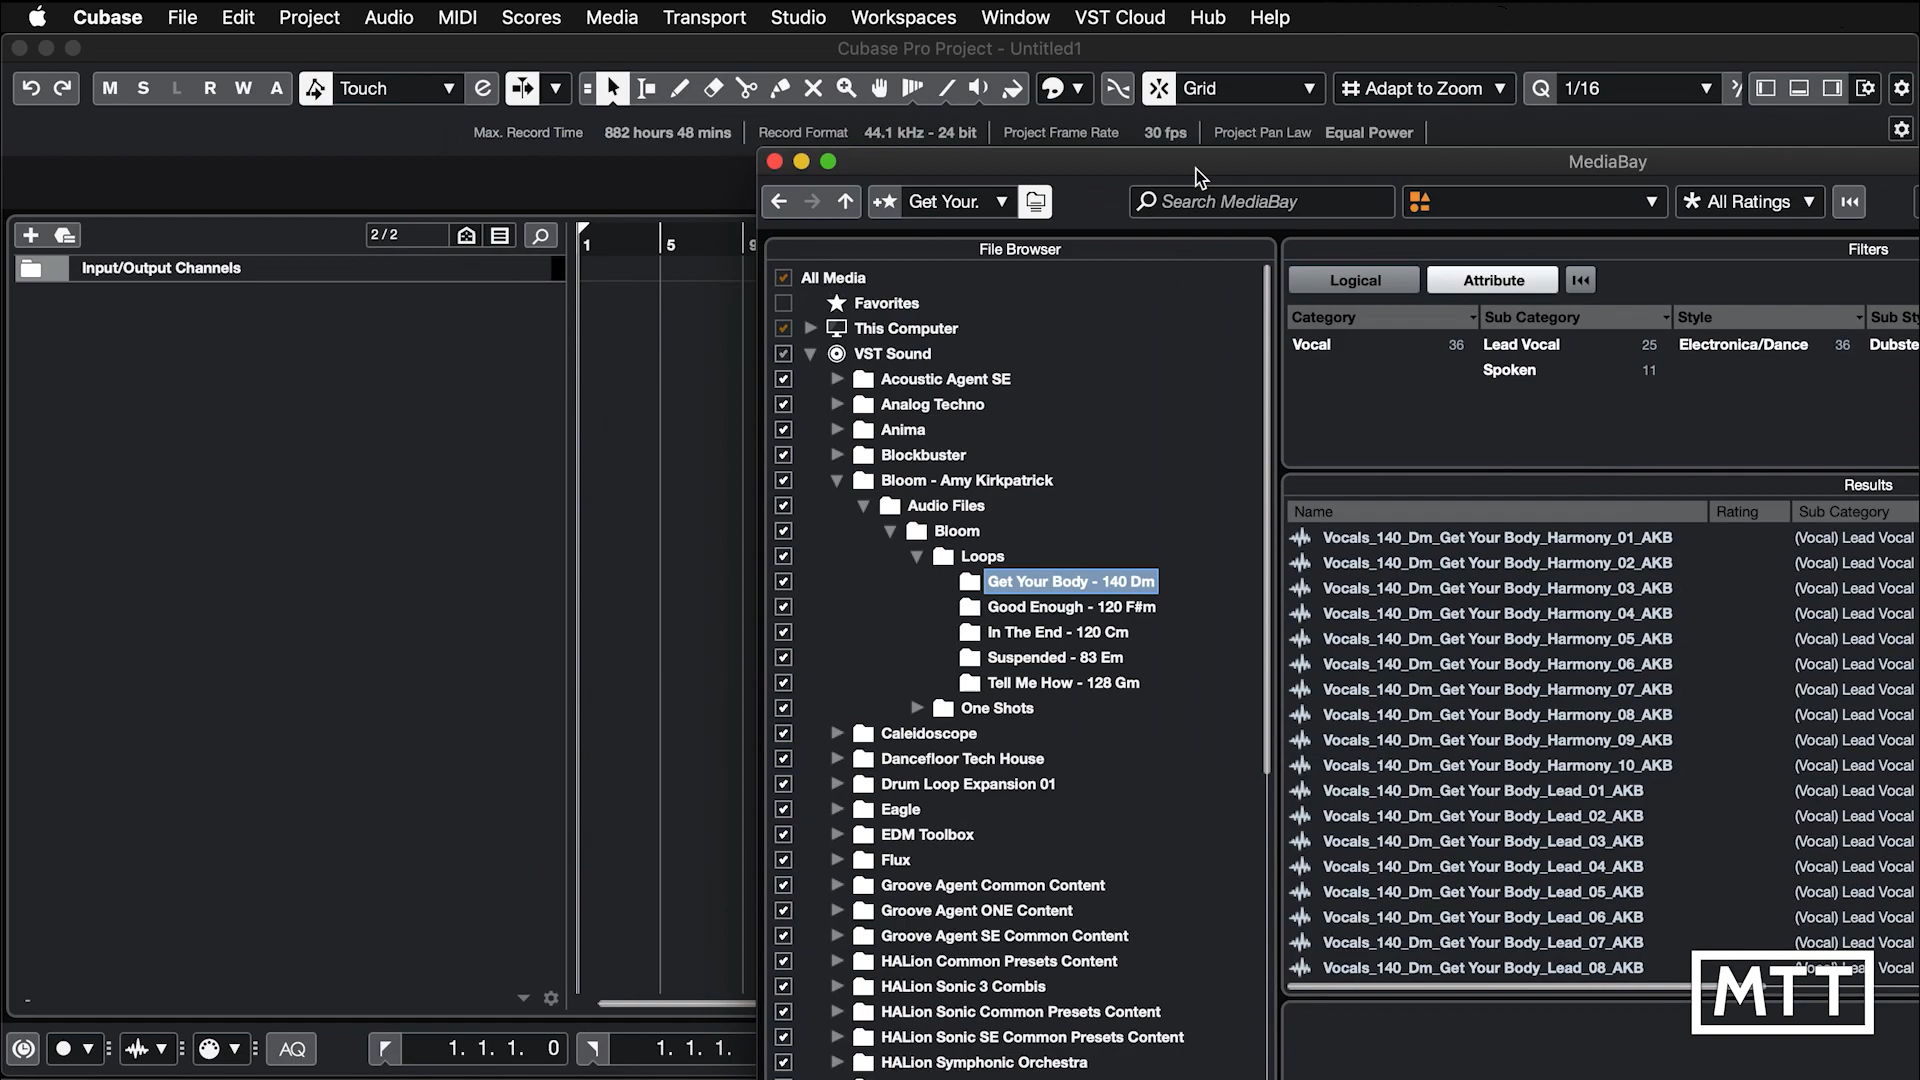 Cubase File Edit Project Audio MIDI Scores Media Transport Studio Workspaces Window VST Cloud Hub Help
Cubase Pro Project - Untitled1
M S L R W A Touch Grid Adapt to Zoom Q 1/16
Max. Record Time 882 hours 48 mins Record Format 44.1 kHz - 24 bit Project Frame Rate 30 fps Project Pan Law Equal Power
MediaBay
Get Your. Search MediaBay All Ratings
2/2
1 5 9
Input/Output Channels
File Browser
All Media
Favorites
This Computer
VST Sound
Acoustic Agent SE
Analog Techno
Anima
Blockbuster
Bloom - Amy Kirkpatrick
Audio Files
Bloom
Loops
Get Your Body - 140 Dm
Good Enough - 120 F#m
In The End - 120 Cm
Suspended - 83 Em
Tell Me How - 128 Gm
One Shots
Caleidoscope
Dancefloor Tech House
Drum Loop Expansion 01
Eagle
EDM Toolbox
Flux
Groove Agent Common Content
Groove Agent ONE Content
Groove Agent SE Common Content
HALion Common Presets Content
HALion Sonic 3 Combis
HALion Sonic Common Presets Content
HALion Sonic SE Common Presets Content
HALion Symphonic Orchestra
Filters
Logical Attribute
Category Sub Category Style Sub Sty
Vocal 36 Lead Vocal 25 Electronica/Dance 36 Dubste
Spoken 11
Results
Name Rating Sub Category
Vocals_140_Dm_Get Your Body_Harmony_01_AKB (Vocal) Lead Vocal
Vocals_140_Dm_Get Your Body_Harmony_02_AKB (Vocal) Lead Vocal
Vocals_140_Dm_Get Your Body_Harmony_03_AKB (Vocal) Lead Vocal
Vocals_140_Dm_Get Your Body_Harmony_04_AKB (Vocal) Lead Vocal
Vocals_140_Dm_Get Your Body_Harmony_05_AKB (Vocal) Lead Vocal
Vocals_140_Dm_Get Your Body_Harmony_06_AKB (Vocal) Lead Vocal
Vocals_140_Dm_Get Your Body_Harmony_07_AKB (Vocal) Lead Vocal
Vocals_140_Dm_Get Your Body_Harmony_08_AKB (Vocal) Lead Vocal
Vocals_140_Dm_Get Your Body_Harmony_09_AKB (Vocal) Lead Vocal
Vocals_140_Dm_Get Your Body_Harmony_10_AKB (Vocal) Lead Vocal
Vocals_140_Dm_Get Your Body_Lead_01_AKB (Vocal) Lead Vocal
Vocals_140_Dm_Get Your Body_Lead_02_AKB (Vocal) Lead Vocal
Vocals_140_Dm_Get Your Body_Lead_03_AKB (Vocal) Lead Vocal
Vocals_140_Dm_Get Your Body_Lead_04_AKB (Vocal) Lead Vocal
Vocals_140_Dm_Get Your Body_Lead_05_AKB (Vocal) Lead Vocal
Vocals_140_Dm_Get Your Body_Lead_06_AKB (Vocal) Lead Vocal
Vocals_140_Dm_Get Your Body_Lead_07_AKB (Vocal) Lead Vocal
Vocals_140_Dm_Get Your Body_Lead_08_AKB Vocal
MTT
AQ 1. 1. 1. 0 1. 1. 1.